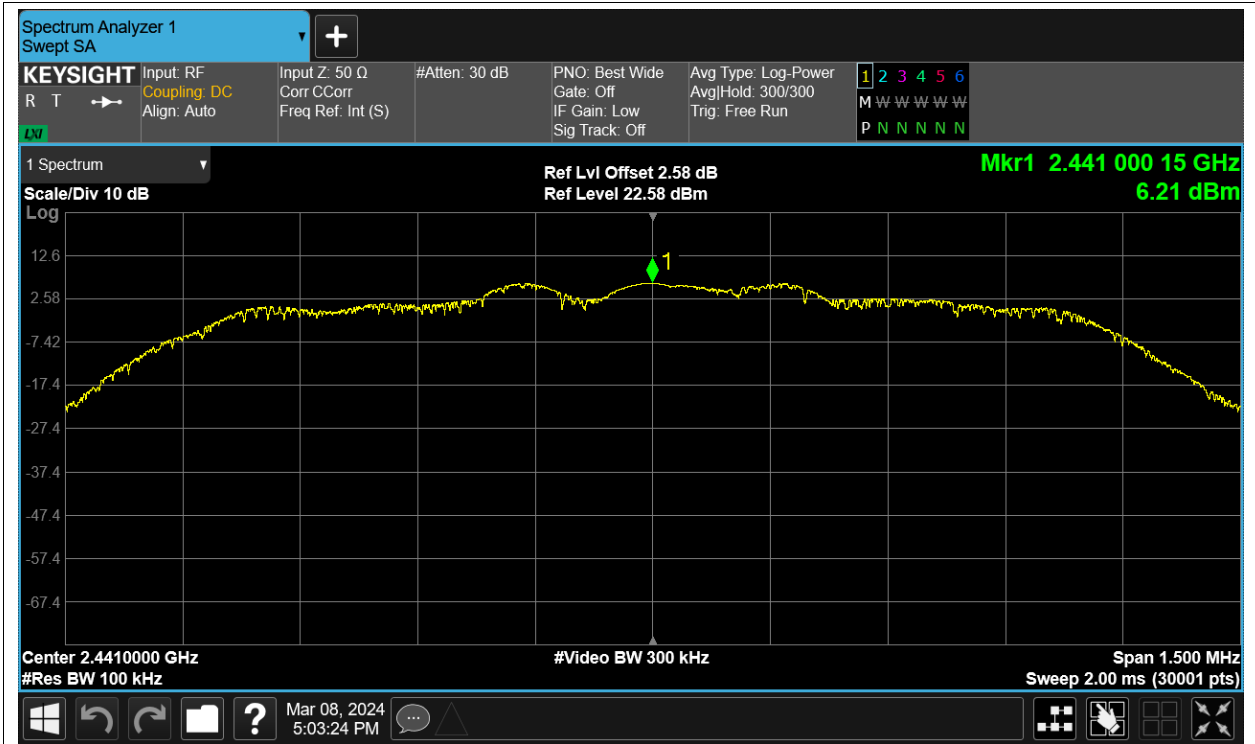 Spectrum Analyzer 1
Swept SA
KEYSIGHT
R T
LXI
Input: RF
Coupling: DC
Align: Auto
Input Z: 50 Ω
Corr CCorr
Freq Ref: Int (S)
#Atten: 30 dB
PNO: Best Wide
Gate: Off
IF Gain: Low
Sig Track: Off
Avg Type: Log-Power
Avg|Hold: 300/300
Trig: Free Run
1 2 3 4 5 6
M W W W W W
P N N N N N
1 Spectrum
Scale/Div 10 dB
Log
Ref Lvl Offset 2.58 dB
Ref Level 22.58 dBm
Mkr1 2.441 000 15 GHz
6.21 dBm
1
12.6
2.58
-7.42
-17.4
-27.4
-37.4
-47.4
-57.4
-67.4
Center 2.4410000 GHz
#Res BW 100 kHz
#Video BW 300 kHz
Span 1.500 MHz
Sweep 2.00 ms (30001 pts)
?
Mar 08, 2024
5:03:24 PM